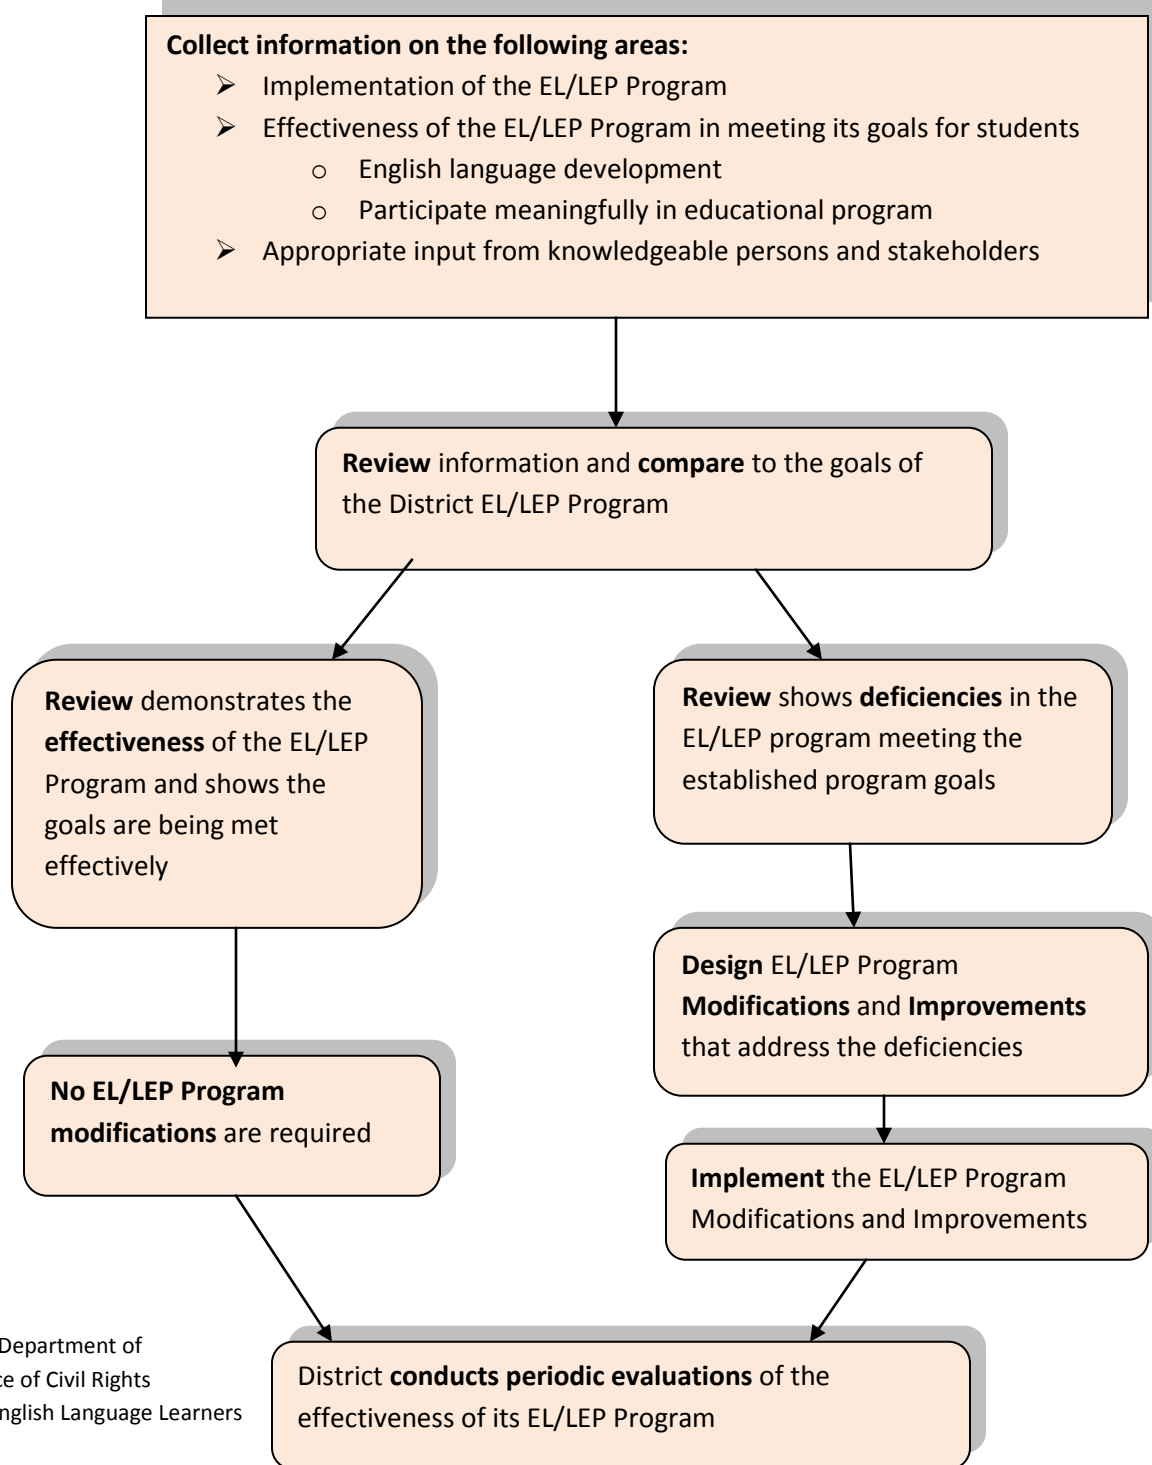 Collect information on the following areas:
➢ Implementation of the EL/LEP Program
➢ Effectiveness of the EL/LEP Program in meeting its goals for students
o English language development
o Participate meaningfully in educational program
➢ Appropriate input from knowledgeable persons and stakeholders
Review information and compare to the goals of
the District EL/LEP Program
Review demonstrates the
effectiveness of the EL/LEP
Program and shows the
goals are being met
effectively
Review shows deficiencies in the
EL/LEP program meeting the
established program goals
Design EL/LEP Program
Modifications and Improvements
that address the deficiencies
No EL/LEP Program
modifications are required
Implement the EL/LEP Program
Modifications and Improvements
Department of
of Civil Rights
English Language Learners
District conducts periodic evaluations of the
effectiveness of its EL/LEP Program